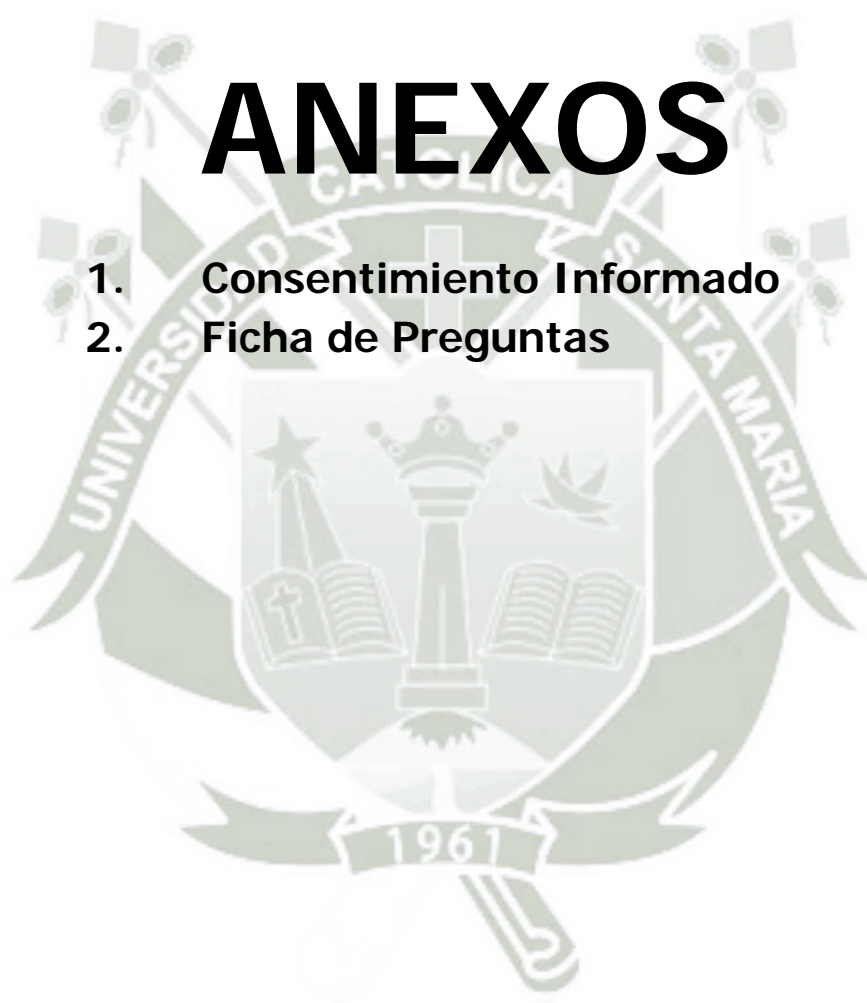 ANEXOS
UNIVERSIDAD CATOLICA SANTA MARIA
1. Consentimiento Informado
2. Ficha de Preguntas
1961